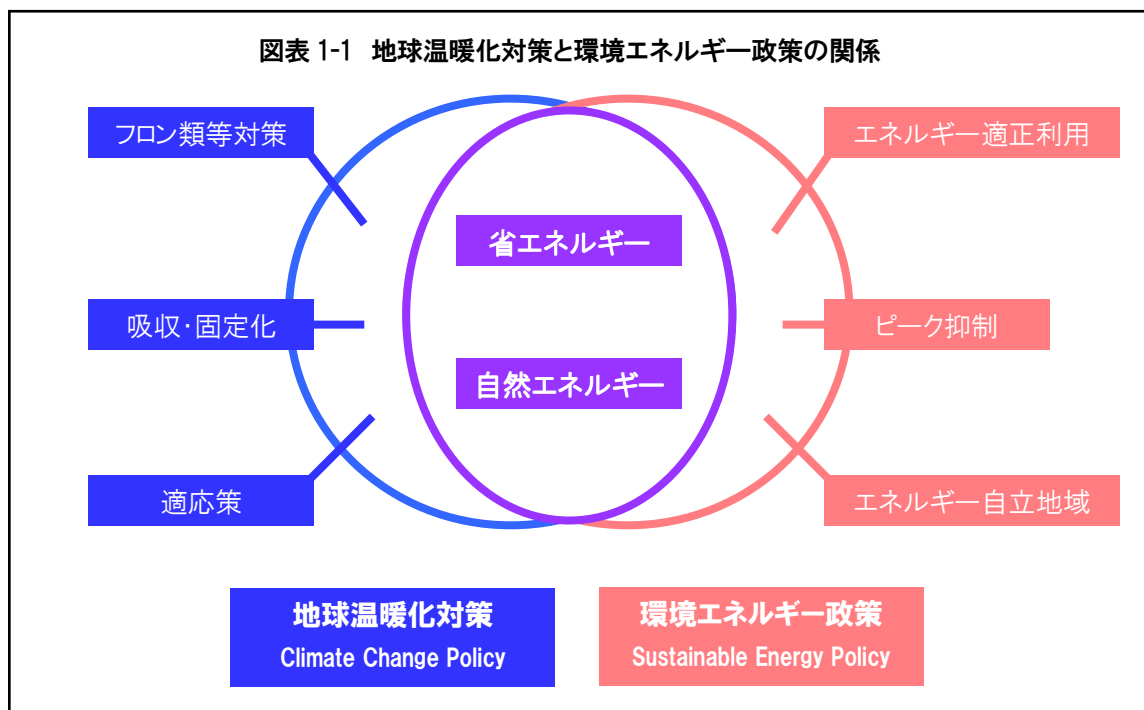 図表 1-1 地球温暖化対策と環境エネルギー政策の関係
フロン類等対策
エネルギー適正利用
省エネルギー
吸収・固定化
ピーク抑制
自然エネルギー
適応策
エネルギー自立地域
地球温暖化対策
Climate Change Policy
環境エネルギー政策
Sustainable Energy Policy